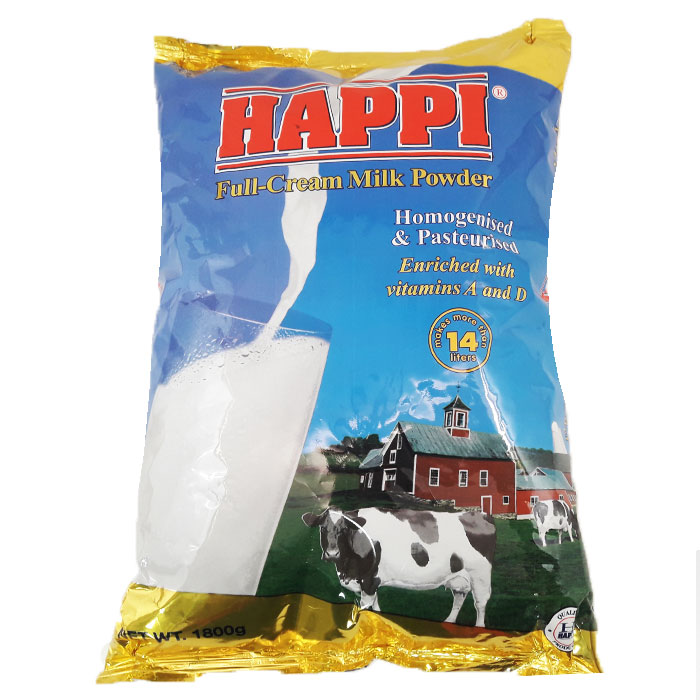 HAPPI®
Full-Cream Milk Powder
Homogenised
& Pasteurised
Enriched with
vitamins A and D
makes more than
14
liters
NET WT. 1800g